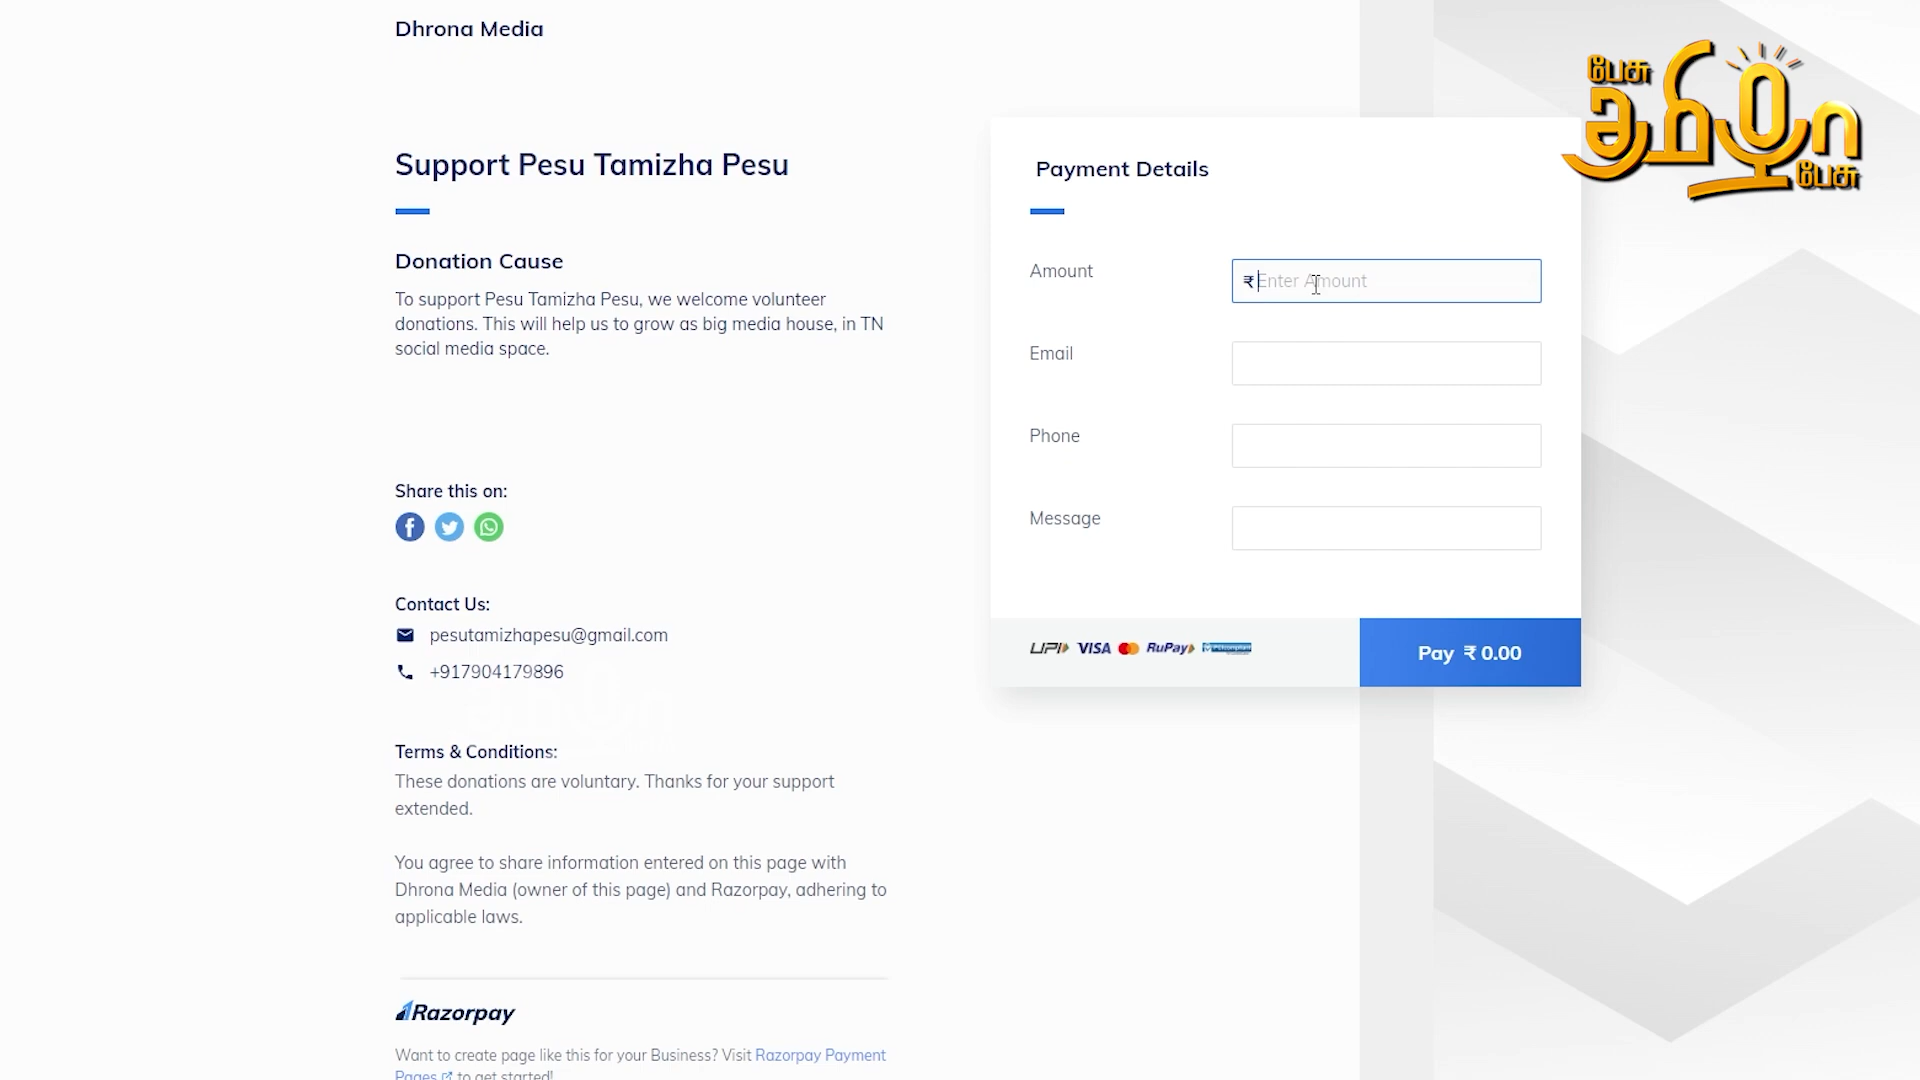 Dhrona Media
பேசு
தமிழா
பேசு
Support Pesu Tamizha Pesu
Payment Details
Donation Cause
To support Pesu Tamizha Pesu, we welcome volunteer
donations. This will help us to grow as big media house, in TN
social media space.
Amount
₹ Enter Amount
Email
Phone
Message
Share this on:
Contact Us:
pesutamizhapesu@gmail.com
+917904179896
UPI VISA RuPay
Pay ₹ 0.00
Terms & Conditions:
These donations are voluntary. Thanks for your support
extended.
You agree to share information entered on this page with
Dhrona Media (owner of this page) and Razorpay, adhering to
applicable laws.
Razorpay
Want to create page like this for your Business? Visit Razorpay Payment
Pages to get started!